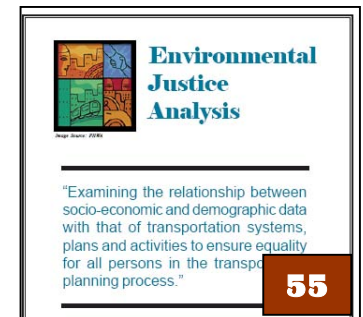 Environmental
Justice
Analysis
Image Source: FHWA
"Examining the relationship between
socio-economic and demographic data
with that of transportation systems,
plans and activities to ensure equality
for all persons in the
planning process."
55